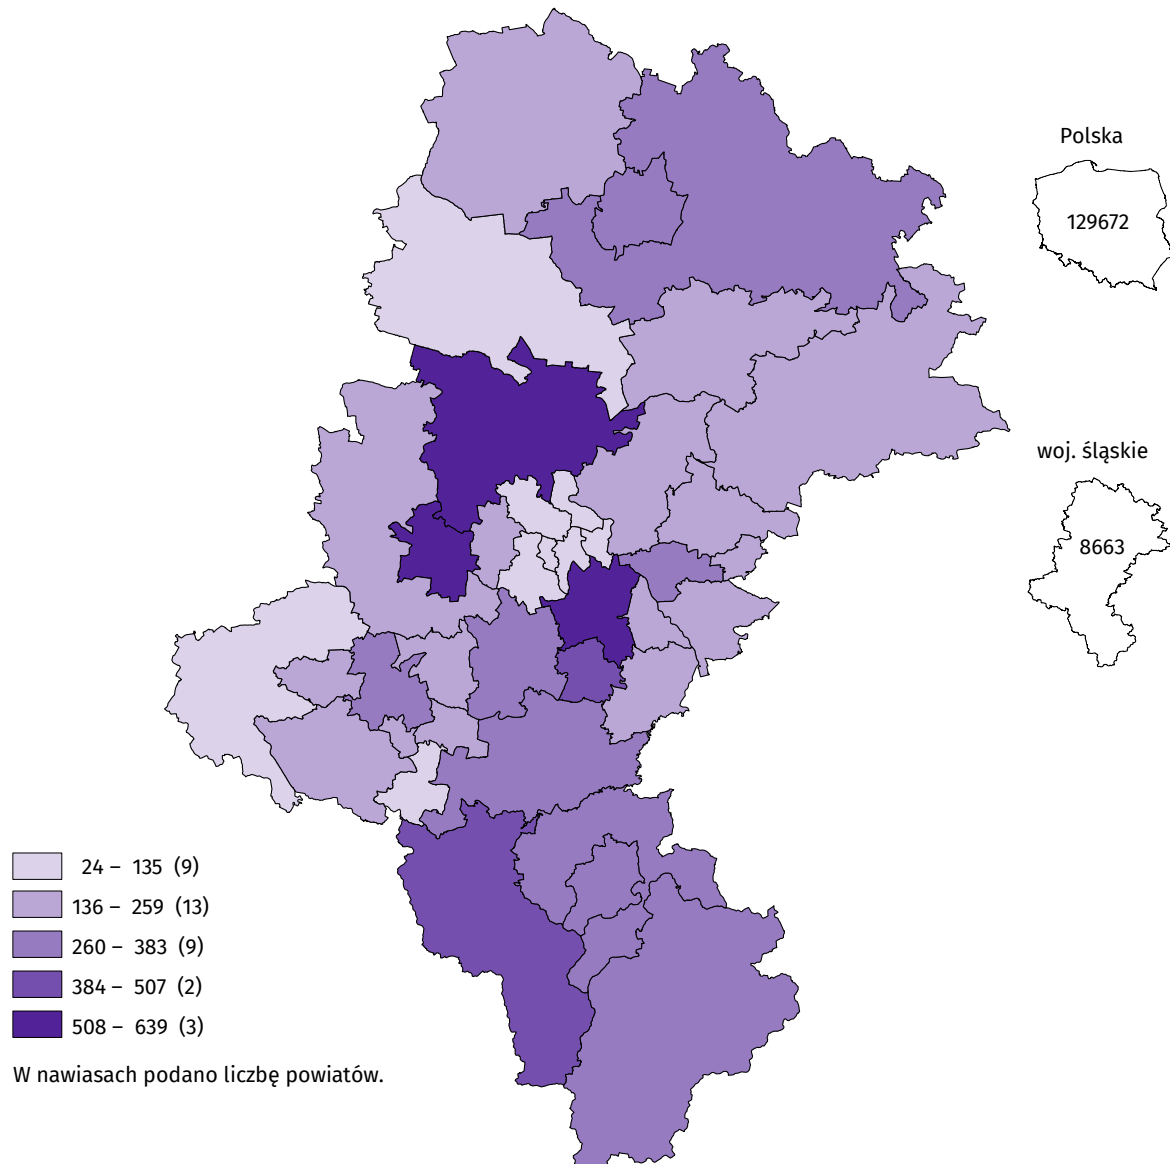 Polska
129672
woj. śląskie
8663
24 – 135 (9)
136 – 259 (13)
260 – 383 (9)
384 – 507 (2)
508 – 639 (3)
W nawiasach podano liczbę powiatów.